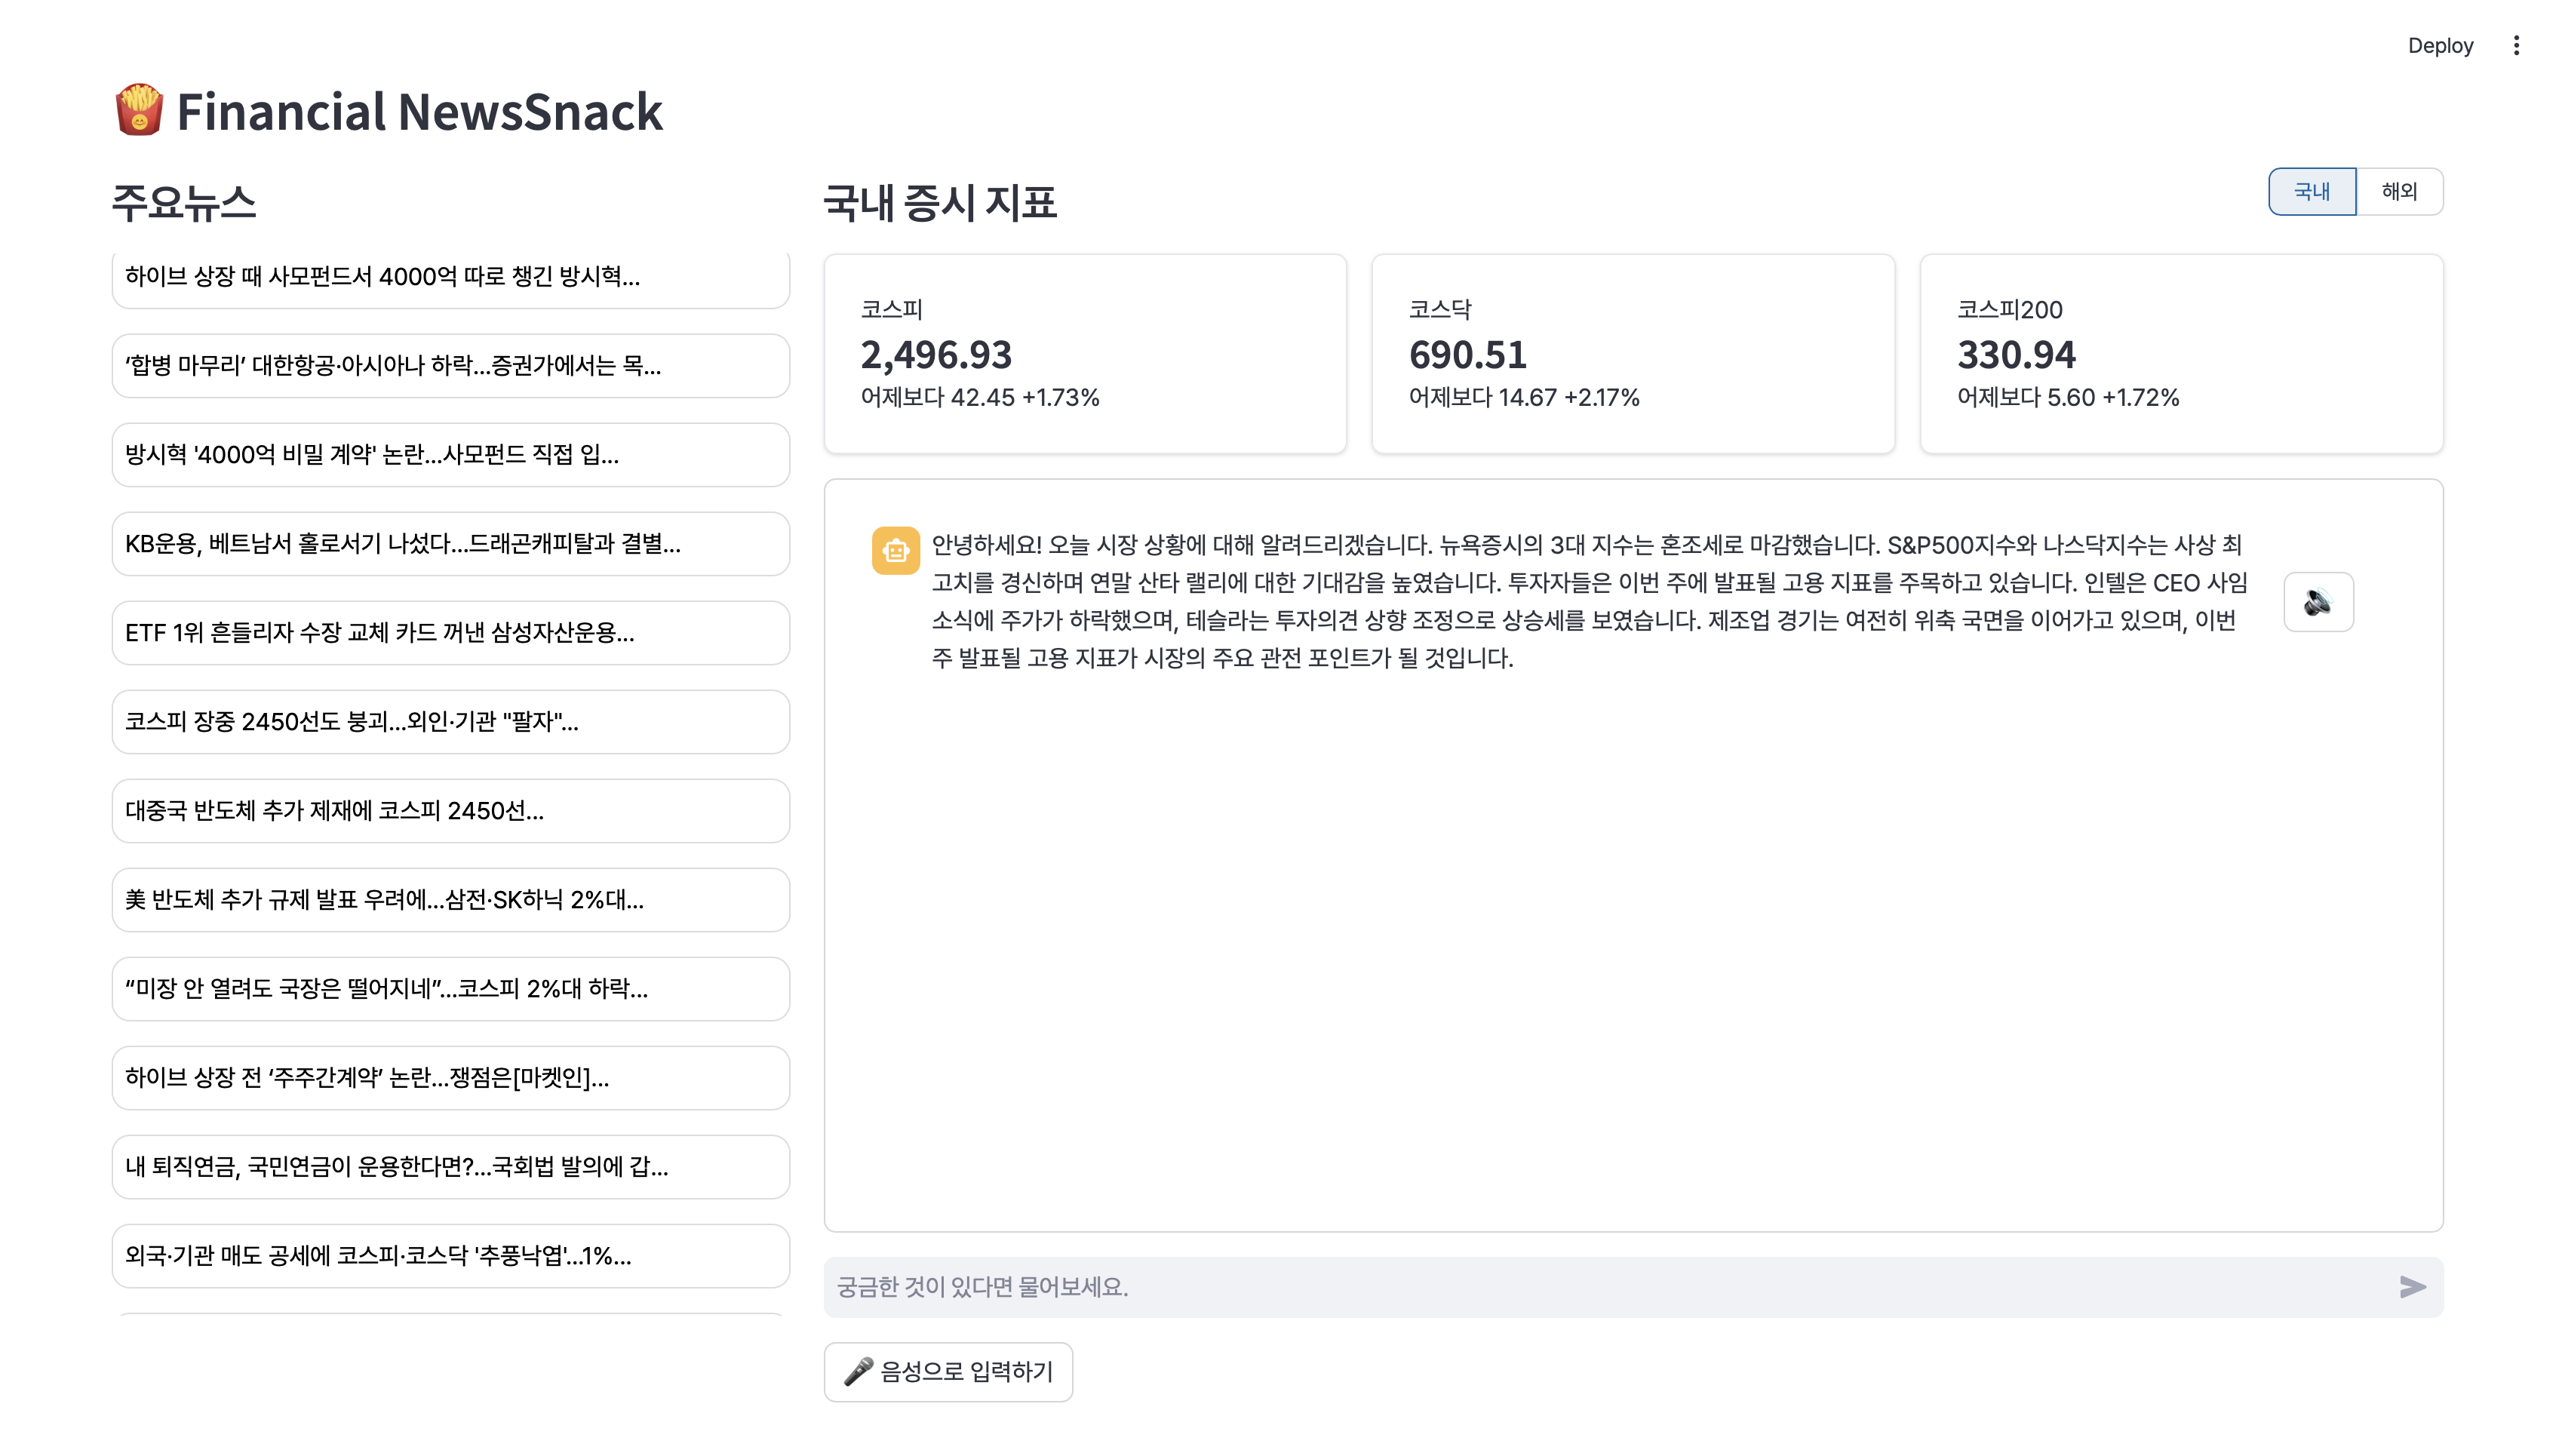 Deploy
Financial NewsSnack
주요뉴스
하이브 상장 때 사모펀드서 4000억 따로 챙긴 방시혁...
‘합병 마무리’ 대한항공·아시아나 하락…증권가에서는 목...
방시혁 '4000억 비밀 계약' 논란…사모펀드 직접 입...
KB운용, 베트남서 홀로서기 나섰다…드래곤캐피탈과 결별...
ETF 1위 흔들리자 수장 교체 카드 꺼낸 삼성자산운용...
코스피 장중 2450선도 붕괴…외인·기관 "팔자"...
대중국 반도체 추가 제재에 코스피 2450선...
美 반도체 추가 규제 발표 우려에…삼전·SK하닉 2%대...
“미장 안 열려도 국장은 떨어지네”…코스피 2%대 하락...
하이브 상장 전 ‘주주간계약’ 논란…쟁점은[마켓인]...
내 퇴직연금, 국민연금이 운용한다면?…국회법 발의에 갑...
외국·기관 매도 공세에 코스피·코스닥 '추풍낙엽'…1%...
국내 증시 지표
국내
해외
코스피
2,496.93
어제보다 42.45 +1.73%
코스닥
690.51
어제보다 14.67 +2.17%
코스피200
330.94
어제보다 5.60 +1.72%
안녕하세요! 오늘 시장 상황에 대해 알려드리겠습니다. 뉴욕증시의 3대 지수는 혼조세로 마감했습니다. S&P500지수와 나스닥지수는 사상 최
고치를 경신하며 연말 산타 랠리에 대한 기대감을 높였습니다. 투자자들은 이번 주에 발표될 고용 지표를 주목하고 있습니다. 인텔은 CEO 사임
소식에 주가가 하락했으며, 테슬라는 투자의견 상향 조정으로 상승세를 보였습니다. 제조업 경기는 여전히 위축 국면을 이어가고 있으며, 이번
주 발표될 고용 지표가 시장의 주요 관전 포인트가 될 것입니다.
궁금한 것이 있다면 물어보세요.
음성으로 입력하기